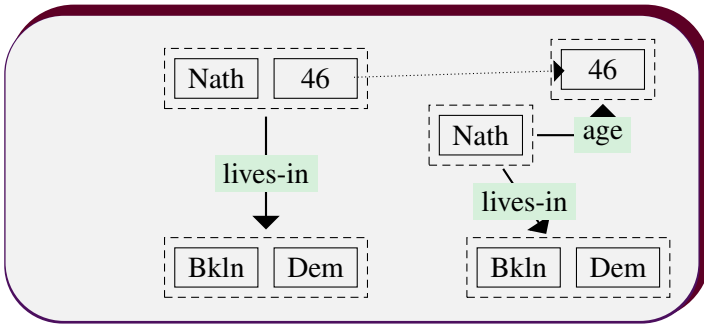 Nath 46
lives-in
Bkln Dem
46
Nath
age
lives-in
Bkln Dem